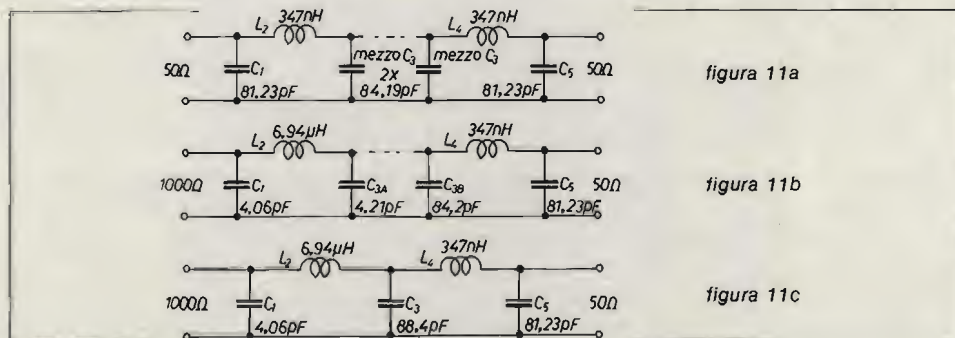 L₂ 347nH L₄ 347nH
50Ω C₁ mezzo C₃ 2x mezzo C₃ C₅ 50Ω figura 11a
81,23pF 84,19pF 81,23pF
L₂ 6,94µH L₄ 347nH
1000Ω C₁ C₃A C₃B C₅ 50Ω figura 11b
4,06pF 4,21pF 84,2pF 81,23pF
L₂ 6,94µH L₄ 347nH
1000Ω C₁ C₃ C₅ 50Ω figura 11c
4,06pF 88,4pF 81,23pF